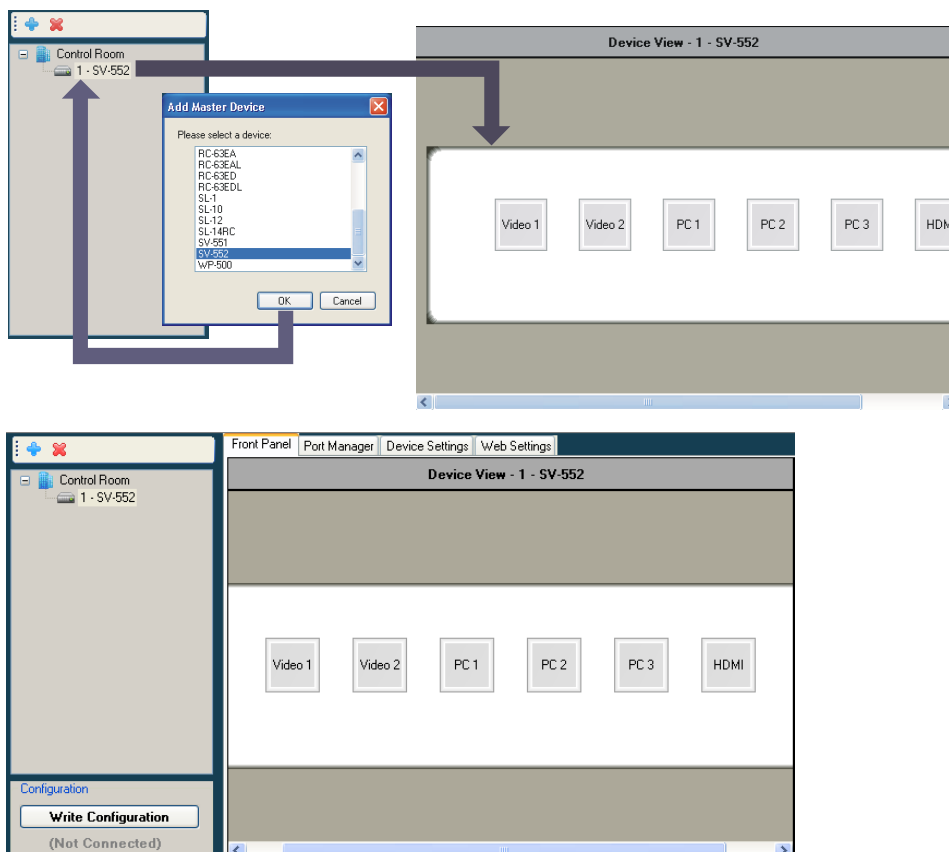 Control Room
1 - SV-552
Add Master Device
Please select a device:
RC-63EA
RC-63EAL
RC-63ED
RC-63EDL
SL-1
SL-10
SL-12
SL-14RC
SV-551
SV-552
WP-500
OK Cancel
Device View - 1 - SV-552
Video 1 Video 2 PC 1 PC 2 PC 3 HDM
Control Room
1 - SV-552
Configuration
Write Configuration
(Not Connected)
Front Panel Port Manager Device Settings Web Settings
Device View - 1 - SV-552
Video 1 Video 2 PC 1 PC 2 PC 3 HDMI